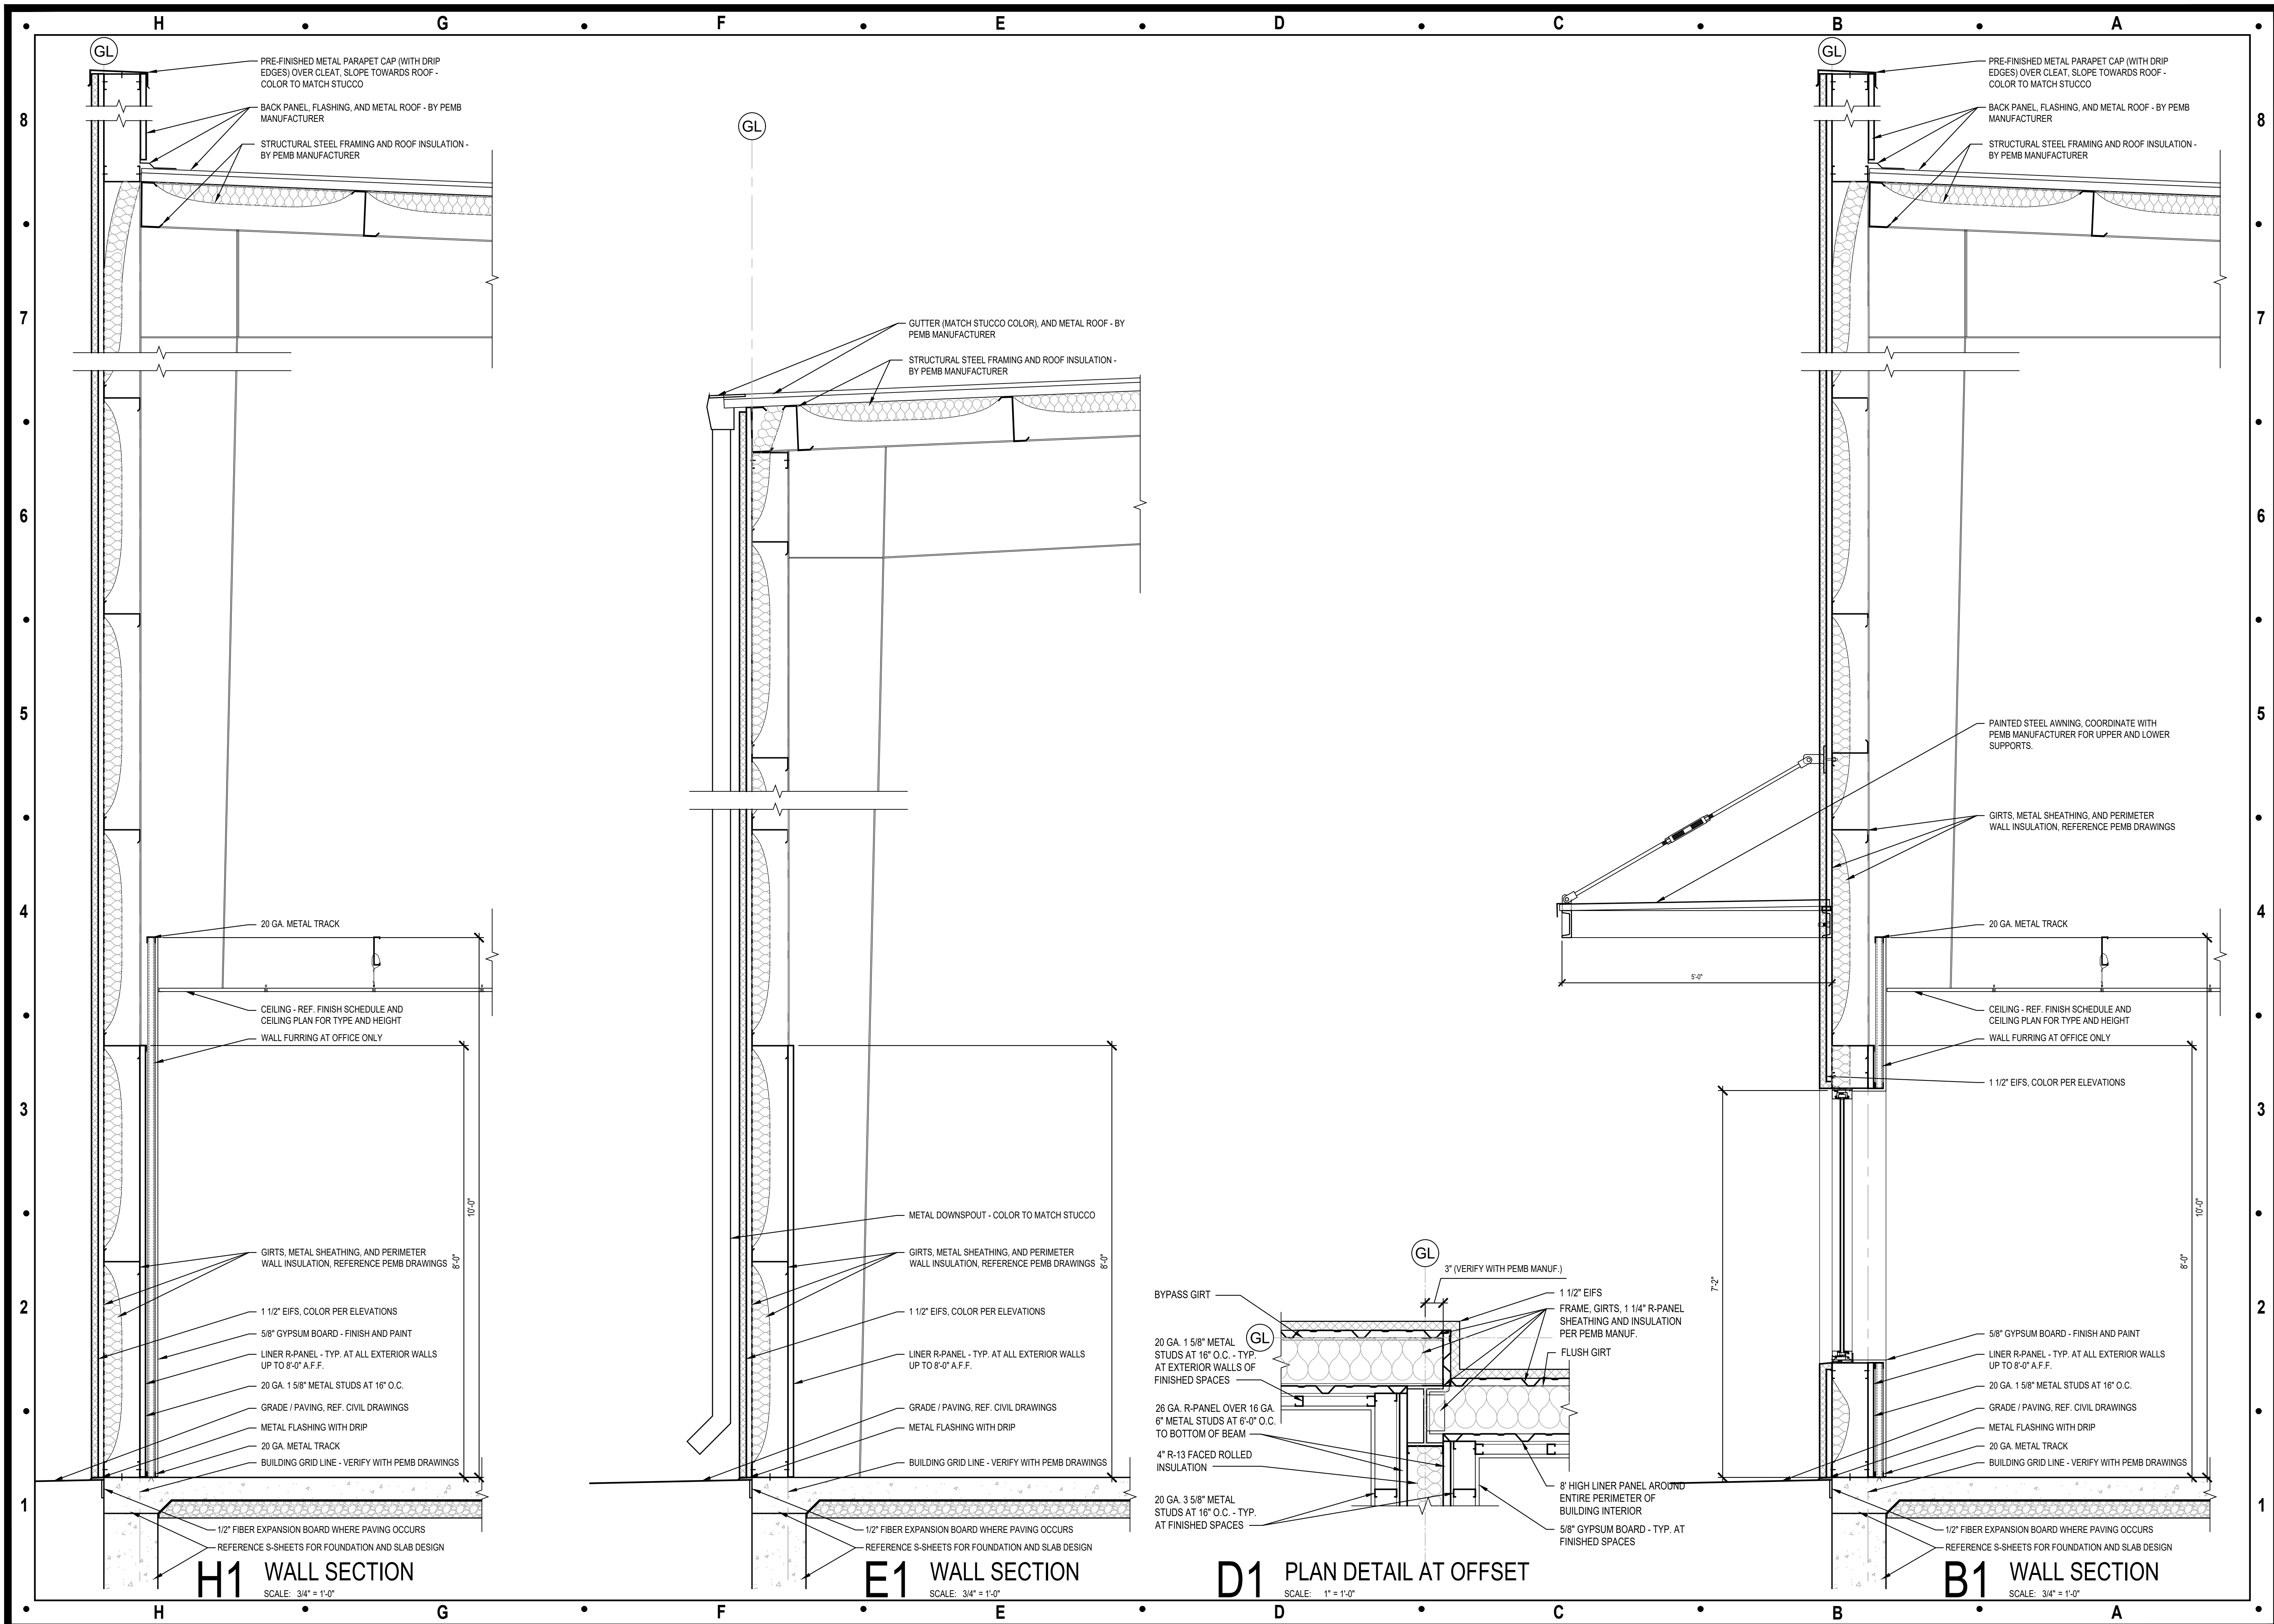 H G F E D C B A
8
7
6
5
4
3
2
1
GL
PRE-FINISHED METAL PARAPET CAP (WITH DRIP
EDGES) OVER CLEAT, SLOPE TOWARDS ROOF -
COLOR TO MATCH STUCCO
BACK PANEL, FLASHING, AND METAL ROOF - BY PEMB
MANUFACTURER
STRUCTURAL STEEL FRAMING AND ROOF INSULATION -
BY PEMB MANUFACTURER
20 GA. METAL TRACK
CEILING - REF. FINISH SCHEDULE AND
CEILING PLAN FOR TYPE AND HEIGHT
WALL FURRING AT OFFICE ONLY
10'-0"
8'-0"
GIRTS, METAL SHEATHING, AND PERIMETER
WALL INSULATION, REFERENCE PEMB DRAWINGS
1 1/2" EIFS, COLOR PER ELEVATIONS
5/8" GYPSUM BOARD - FINISH AND PAINT
LINER R-PANEL - TYP. AT ALL EXTERIOR WALLS
UP TO 8'-0" A.F.F.
20 GA. 1 5/8" METAL STUDS AT 16" O.C.
GRADE / PAVING, REF. CIVIL DRAWINGS
METAL FLASHING WITH DRIP
20 GA. METAL TRACK
BUILDING GRID LINE - VERIFY WITH PEMB DRAWINGS
1/2" FIBER EXPANSION BOARD WHERE PAVING OCCURS
REFERENCE S-SHEETS FOR FOUNDATION AND SLAB DESIGN
H1 WALL SECTION
SCALE: 3/4" = 1'-0"
GL
GUTTER (MATCH STUCCO COLOR), AND METAL ROOF - BY
PEMB MANUFACTURER
STRUCTURAL STEEL FRAMING AND ROOF INSULATION -
BY PEMB MANUFACTURER
METAL DOWNSPOUT - COLOR TO MATCH STUCCO
GIRTS, METAL SHEATHING, AND PERIMETER
WALL INSULATION, REFERENCE PEMB DRAWINGS
8'-0"
1 1/2" EIFS, COLOR PER ELEVATIONS
LINER R-PANEL - TYP. AT ALL EXTERIOR WALLS
UP TO 8'-0" A.F.F.
GRADE / PAVING, REF. CIVIL DRAWINGS
METAL FLASHING WITH DRIP
BUILDING GRID LINE - VERIFY WITH PEMB DRAWINGS
1/2" FIBER EXPANSION BOARD WHERE PAVING OCCURS
REFERENCE S-SHEETS FOR FOUNDATION AND SLAB DESIGN
E1 WALL SECTION
SCALE: 3/4" = 1'-0"
GL
3" (VERIFY WITH PEMB MANUF.)
BYPASS GIRT
GL
20 GA. 1 5/8" METAL
STUDS AT 16" O.C. - TYP.
AT EXTERIOR WALLS OF
FINISHED SPACES
26 GA. R-PANEL OVER 16 GA.
6" METAL STUDS AT 6'-0" O.C.
TO BOTTOM OF BEAM
4" R-13 FACED ROLLED
INSULATION
20 GA. 3 5/8" METAL
STUDS AT 16" O.C. - TYP.
AT FINISHED SPACES
1 1/2" EIFS
FRAME, GIRTS, 1 1/4" R-PANEL
SHEATHING AND INSULATION
PER PEMB MANUF.
FLUSH GIRT
8' HIGH LINER PANEL AROUND
ENTIRE PERIMETER OF
BUILDING INTERIOR
5/8" GYPSUM BOARD - TYP. AT
FINISHED SPACES
D1 PLAN DETAIL AT OFFSET
SCALE: 1" = 1'-0"
GL
PRE-FINISHED METAL PARAPET CAP (WITH DRIP
EDGES) OVER CLEAT, SLOPE TOWARDS ROOF -
COLOR TO MATCH STUCCO
BACK PANEL, FLASHING, AND METAL ROOF - BY PEMB
MANUFACTURER
STRUCTURAL STEEL FRAMING AND ROOF INSULATION -
BY PEMB MANUFACTURER
PAINTED STEEL AWNING, COORDINATE WITH
PEMB MANUFACTURER FOR UPPER AND LOWER
SUPPORTS.
GIRTS, METAL SHEATHING, AND PERIMETER
WALL INSULATION, REFERENCE PEMB DRAWINGS
20 GA. METAL TRACK
5'-0"
CEILING - REF. FINISH SCHEDULE AND
CEILING PLAN FOR TYPE AND HEIGHT
WALL FURRING AT OFFICE ONLY
1 1/2" EIFS, COLOR PER ELEVATIONS
7'-2"
10'-0"
8'-0"
5/8" GYPSUM BOARD - FINISH AND PAINT
LINER R-PANEL - TYP. AT ALL EXTERIOR WALLS
UP TO 8'-0" A.F.F.
20 GA. 1 5/8" METAL STUDS AT 16" O.C.
GRADE / PAVING, REF. CIVIL DRAWINGS
METAL FLASHING WITH DRIP
20 GA. METAL TRACK
BUILDING GRID LINE - VERIFY WITH PEMB DRAWINGS
1/2" FIBER EXPANSION BOARD WHERE PAVING OCCURS
REFERENCE S-SHEETS FOR FOUNDATION AND SLAB DESIGN
B1 WALL SECTION
SCALE: 3/4" = 1'-0"
8
7
6
5
4
3
2
1
H G F E D C B A